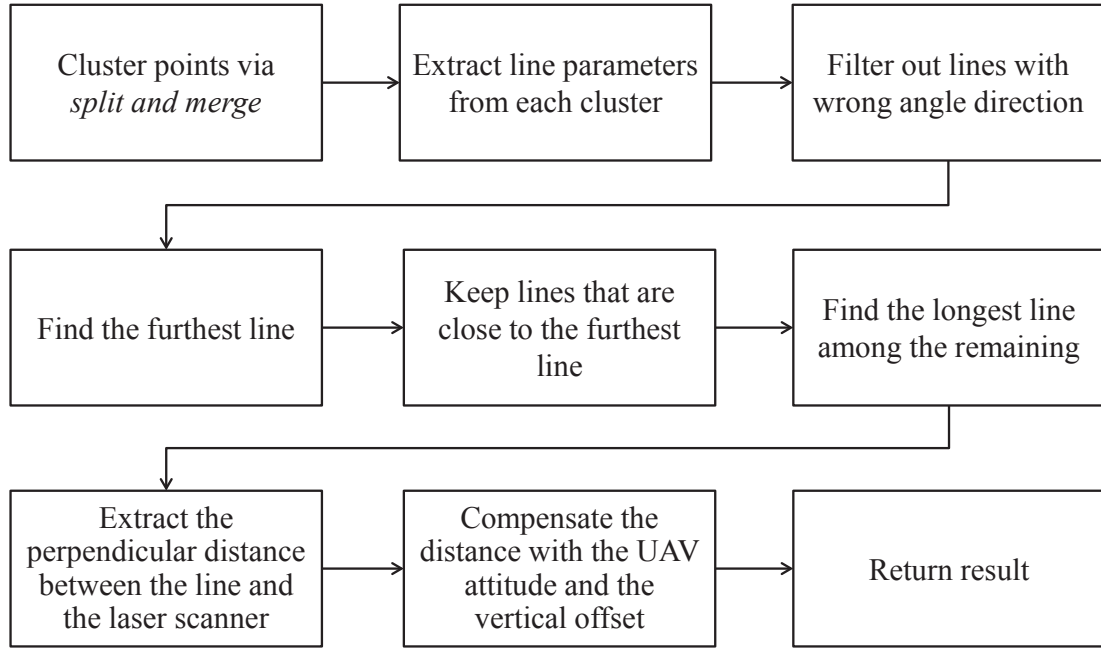 Cluster points via
split and merge
Extract line parameters
from each cluster
Filter out lines with
wrong angle direction
Find the furthest line
Keep lines that are
close to the furthest
line
Find the longest line
among the remaining
Extract the
perpendicular distance
between the line and
the laser scanner
Compensate the
distance with the UAV
attitude and the
vertical offset
Return result